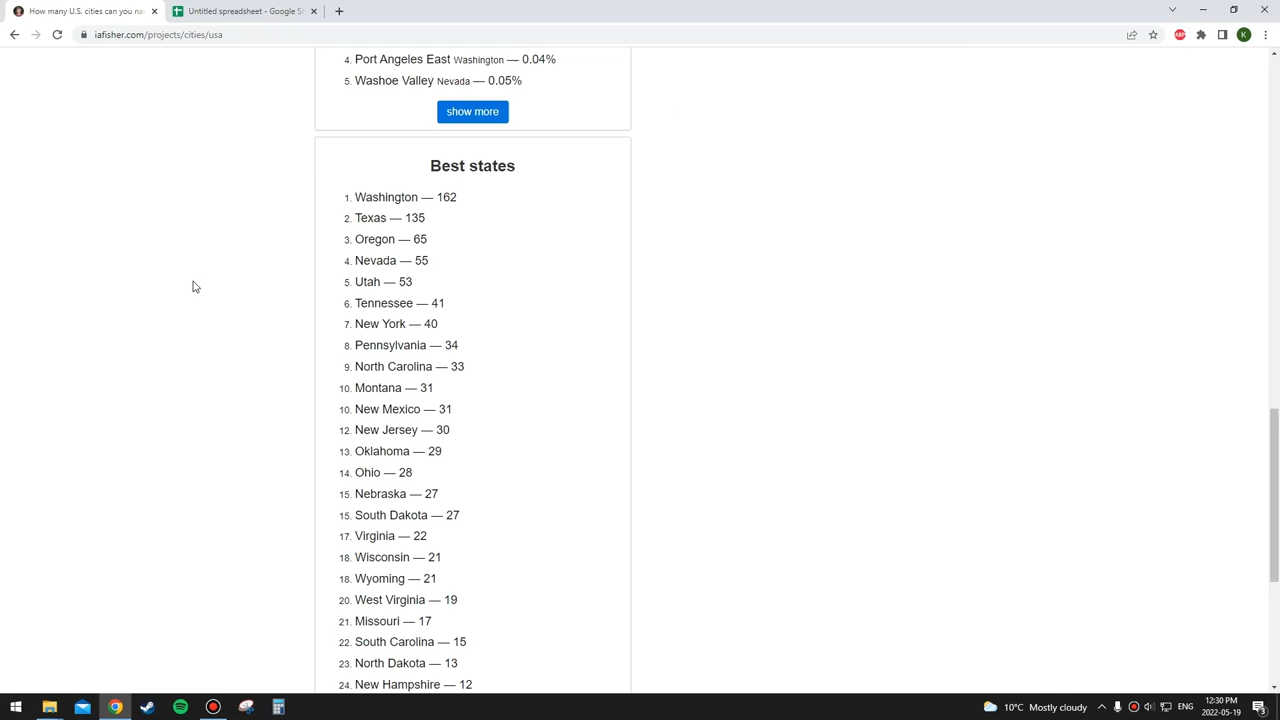 How many U.S. cities can you na
Untitled spreadsheet - Google S
iafisher.com/projects/cities/usa
ABP
K
4. Port Angeles East Washington — 0.04%
5. Washoe Valley Nevada — 0.05%
show more
Best states
1. Washington — 162
2. Texas — 135
3. Oregon — 65
4. Nevada — 55
5. Utah — 53
6. Tennessee — 41
7. New York — 40
8. Pennsylvania — 34
9. North Carolina — 33
10. Montana — 31
10. New Mexico — 31
12. New Jersey — 30
13. Oklahoma — 29
14. Ohio — 28
15. Nebraska — 27
15. South Dakota — 27
17. Virginia — 22
18. Wisconsin — 21
18. Wyoming — 21
20. West Virginia — 19
21. Missouri — 17
22. South Carolina — 15
23. North Dakota — 13
24. New Hampshire — 12
10°C Mostly cloudy
ENG
12:30 PM
2022-05-19
3